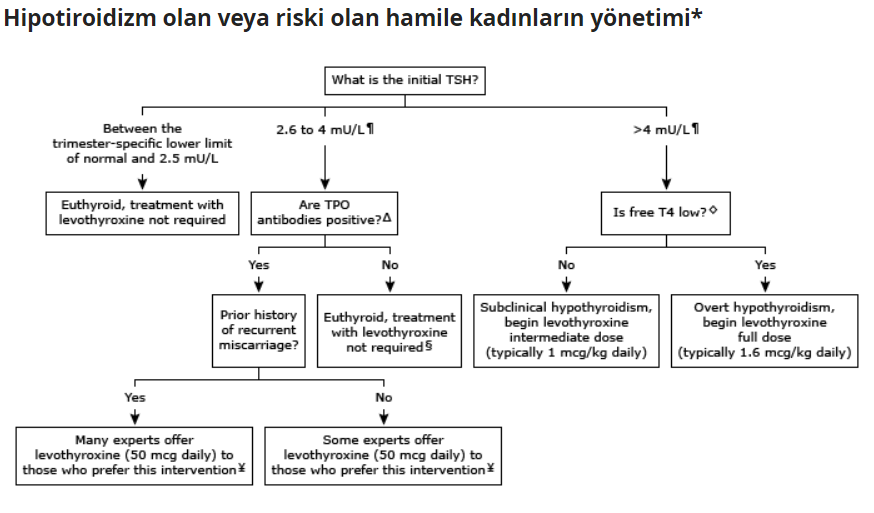 Hipotiroidizm olan veya riski olan hamile kadınların yönetimi*
What is the initial TSH?
Between the
trimester-specific lower limit
of normal and 2.5 mU/L
2.6 to 4 mU/L¶
>4 mU/L¶
Euthyroid, treatment with
levothyroxine not required
Are TPO
antibodies positive?Δ
Is free T4 low?◇
Yes
No
No
Yes
Prior history
of recurrent
miscarriage?
Euthyroid, treatment
with levothyroxine
not required§
Subclinical hypothyroidism,
begin levothyroxine
intermediate dose
(typically 1 mcg/kg daily)
Overt hypothyroidism,
begin levothyroxine
full dose
(typically 1.6 mcg/kg daily)
Yes
No
Many experts offer
levothyroxine (50 mcg daily) to
those who prefer this intervention¥
Some experts offer
levothyroxine (50 mcg daily) to
those who prefer this intervention¥